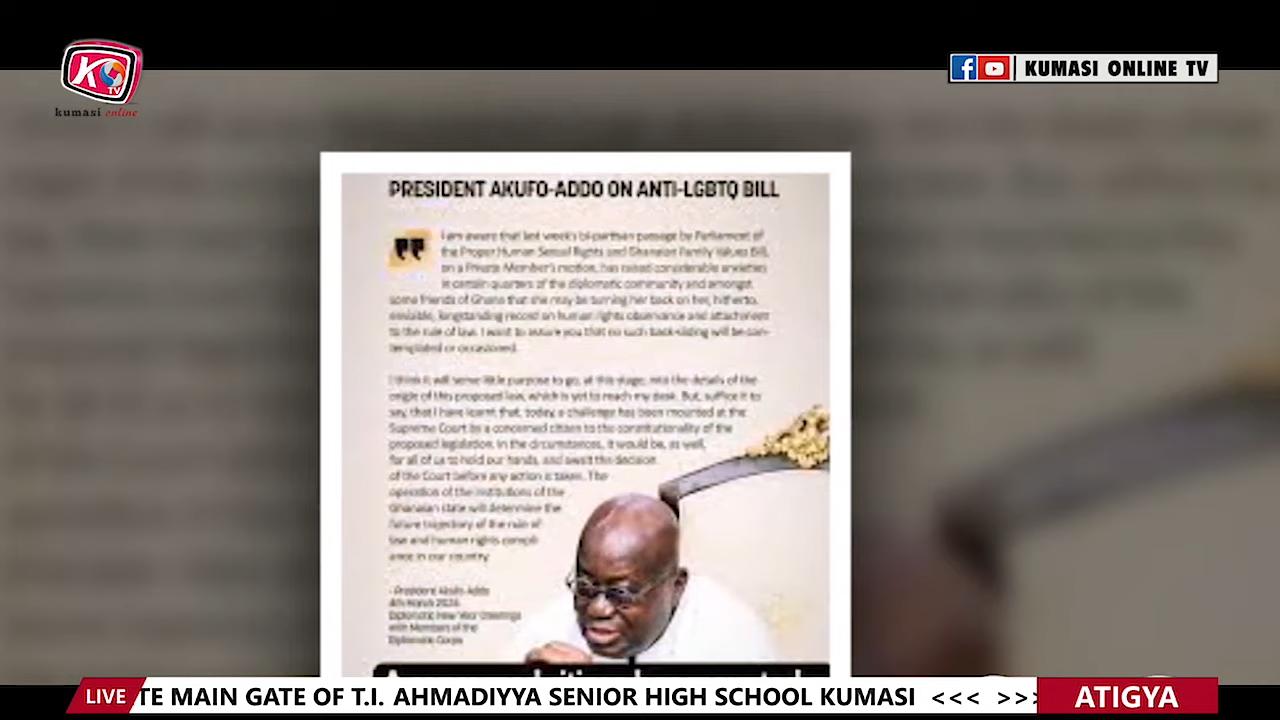 KUMASI ONLINE TV
K TV
kumasi online
PRESIDENT AKUFO-ADDO ON ANTI-LGBTQ BILL
I am aware that last week's bi-partisan passage by Parliament of
the Proper Human Sexual Rights and Ghanaian Family Values Bill,
on a Private Member's motion, has raised considerable anxieties
in certain quarters of the diplomatic community and amongst
some friends of Ghana that she may be turning her back on her, hitherto,
enviable, longstanding record on human rights observance and attachment
to the rule of law. I want to assure you that no such back-sliding will be con-
templated or occasioned.
I think it will serve little purpose to go, at this stage, into the details of the
origin of this proposed law, which is yet to reach my desk. But, suffice it to
say, that I have learnt that, today, a challenge has been mounted at the
Supreme Court by a concerned citizen to the constitutionality of the
proposed legislation. In the circumstances, it would be, as well,
for all of us to hold our hands, and await the decision
of the Court before any action is taken. The
operation of the institutions of the
Ghanaian state will determine the
future trajectory of the rule of
law and human rights compli-
ance in our country
- President Akufo-Addo
4th March 2024
Diplomatic New Year Greetings
with Members of the
Diplomatic Corps
LIVE TE MAIN GATE OF T.I. AHMADIYYA SENIOR HIGH SCHOOL KUMASI <<< >>> ATIGYA